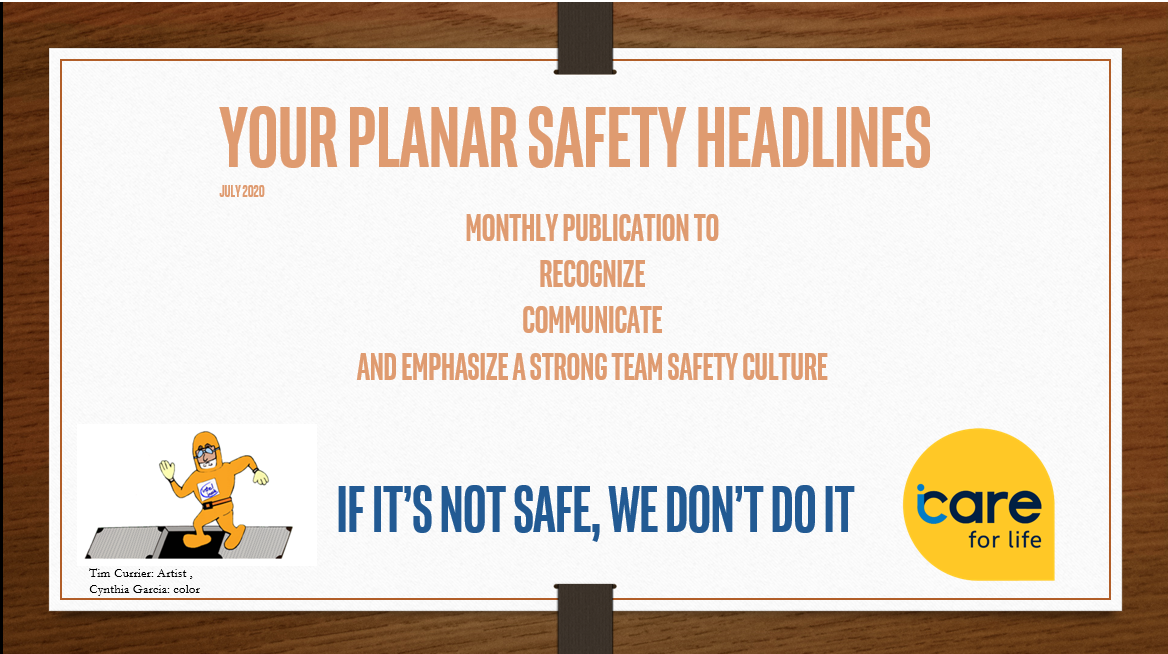 YOUR PLANAR SAFETY HEADLINES
JULY 2020
MONTHLY PUBLICATION TO
RECOGNIZE
COMMUNICATE
AND EMPHASIZE A STRONG TEAM SAFETY CULTURE
IF IT’S NOT SAFE, WE DON’T DO IT
icare
for life
Tim Currier: Artist ,
Cynthia Garcia: color